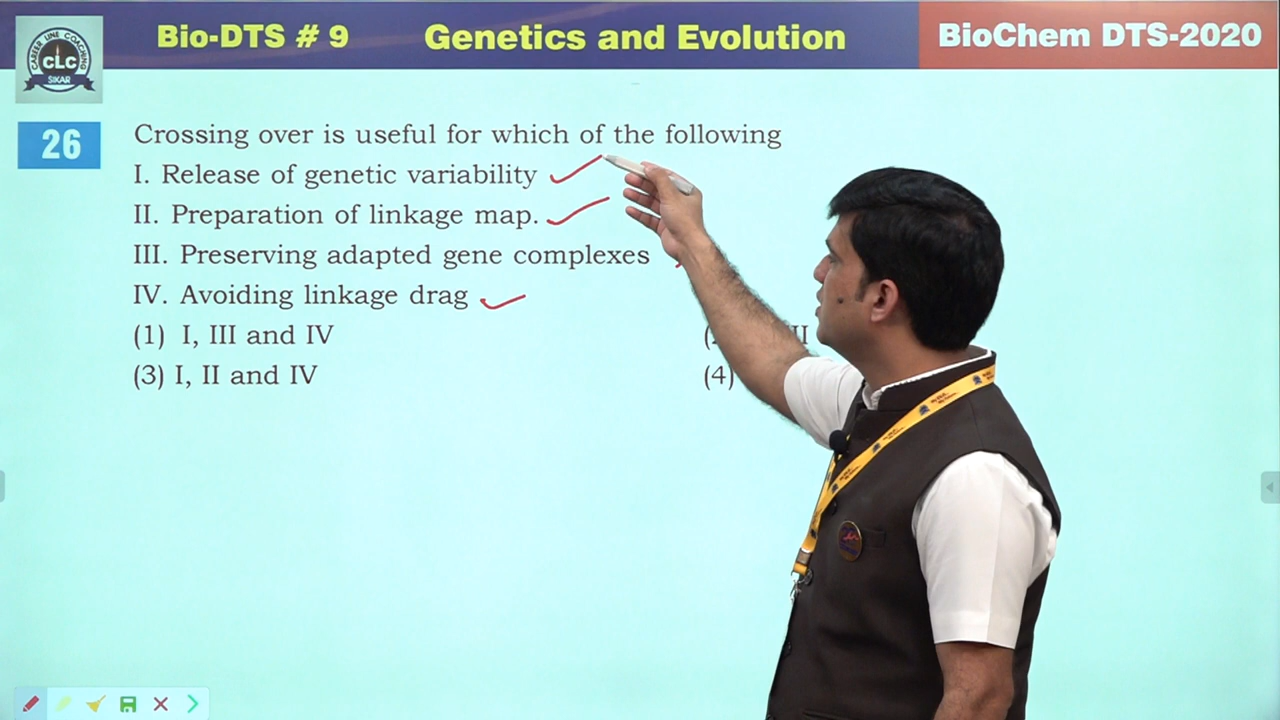 Bio-DTS # 9
Genetics and Evolution
BioChem DTS-2020
CAREER LINE COACHING
CLC
SIKAR
26
Crossing over is useful for which of the following
I. Release of genetic variability
II. Preparation of linkage map.
III. Preserving adapted gene complexes
IV. Avoiding linkage drag
(1) I, III and IV
(3) I, II and IV
(4)